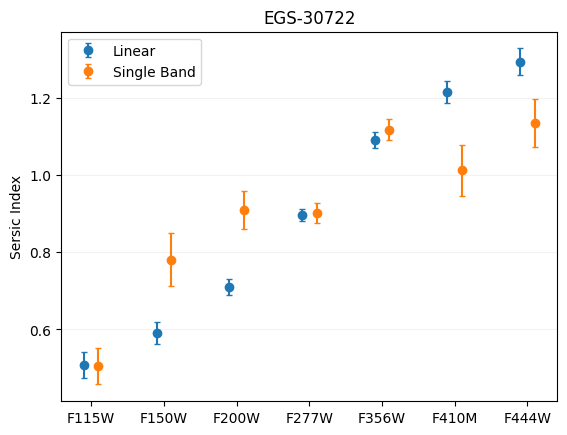 EGS-30722
Linear
Single Band
Sersic Index
1.2
1.0
0.8
0.6
F115W F150W F200W F277W F356W F410M F444W